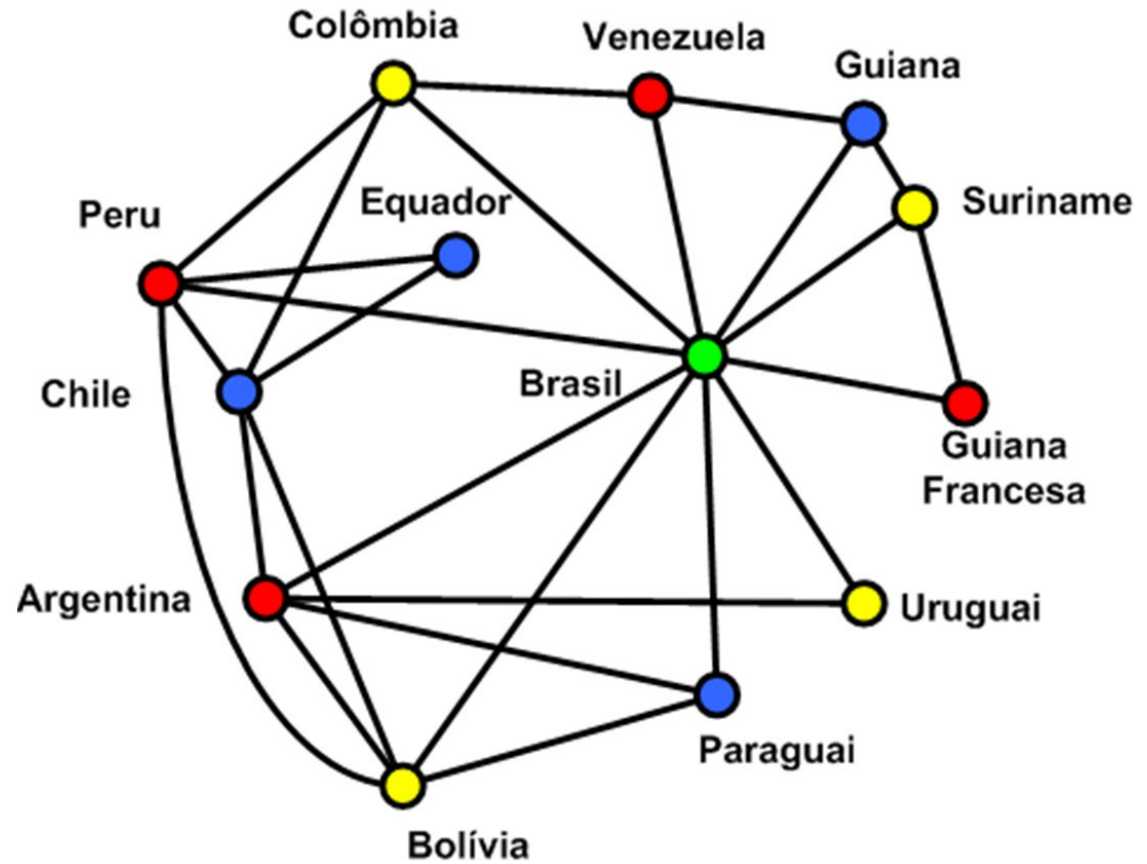 Colômbia
Venezuela
Guiana
Equador
Suriname
Peru
Brasil
Chile
Guiana
Francesa
Argentina
Uruguai
Paraguai
Bolívia